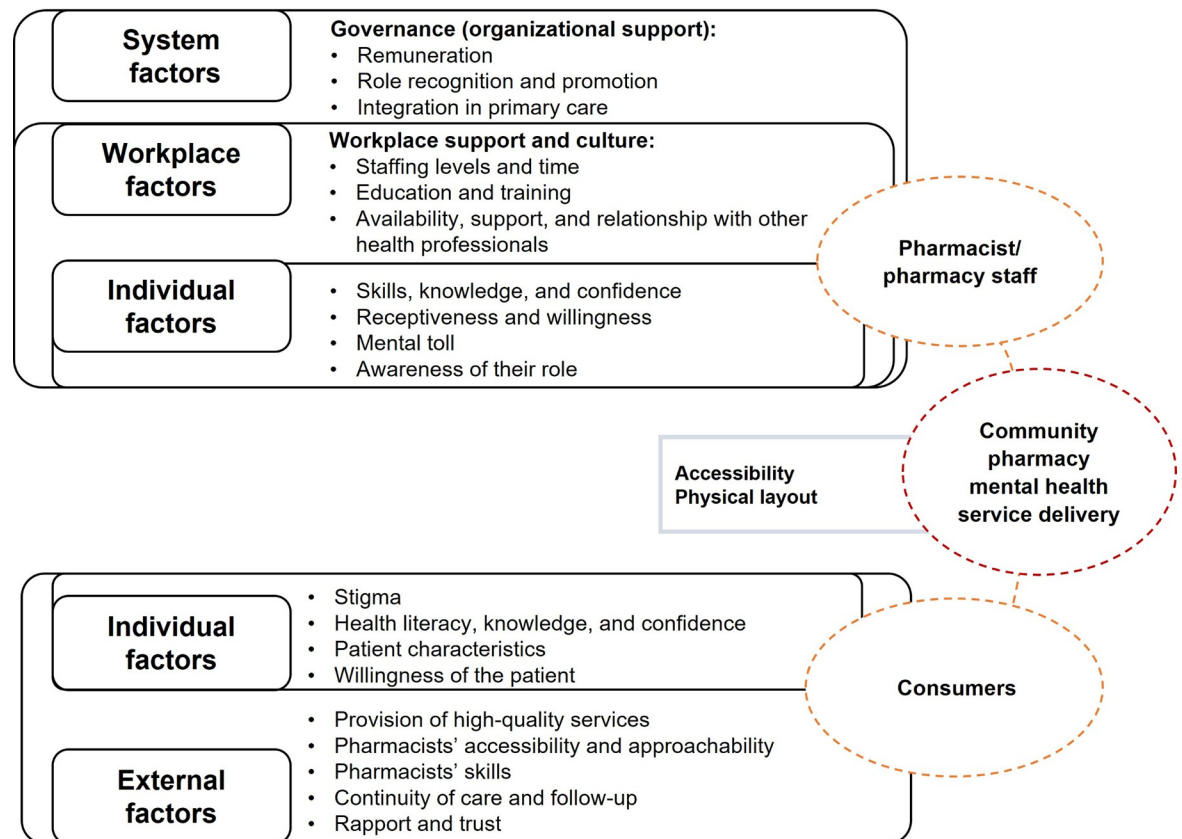 System
factors
Governance (organizational support):
• Remuneration
• Role recognition and promotion
• Integration in primary care
Workplace
factors
Workplace support and culture:
• Staffing levels and time
• Education and training
• Availability, support, and relationship with other
health professionals
Individual
factors
• Skills, knowledge, and confidence
• Receptiveness and willingness
• Mental toll
• Awareness of their role
Pharmacist/
pharmacy staff
Accessibility
Physical layout
Community
pharmacy
mental health
service delivery
Individual
factors
• Stigma
• Health literacy, knowledge, and confidence
• Patient characteristics
• Willingness of the patient
Consumers
External
factors
• Provision of high-quality services
• Pharmacists’ accessibility and approachability
• Pharmacists’ skills
• Continuity of care and follow-up
• Rapport and trust